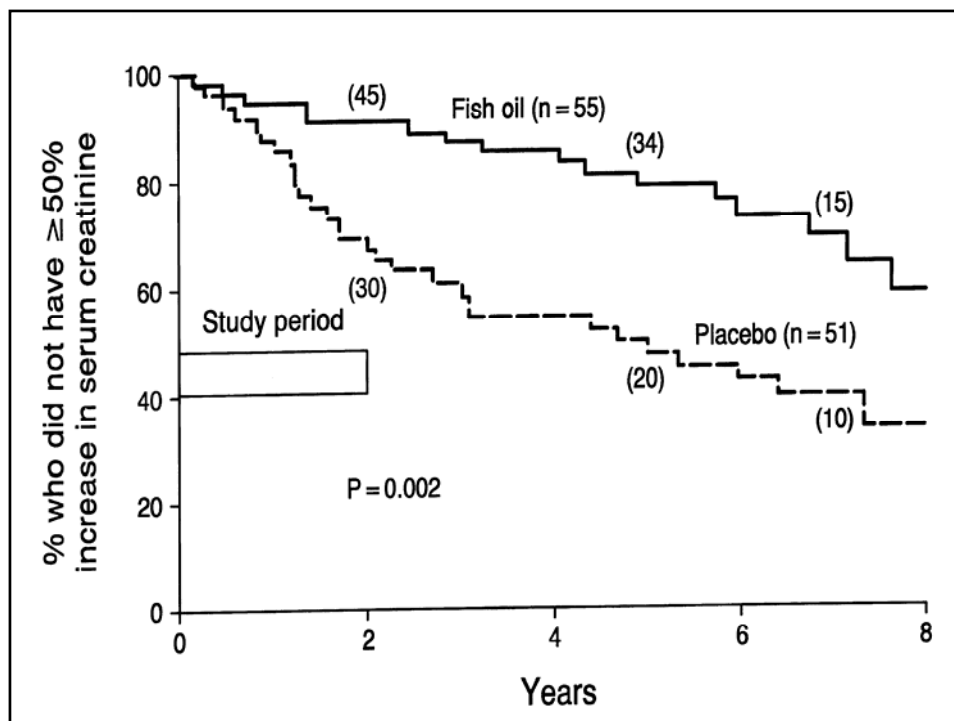 % who did not have ≥50%
increase in serum creatinine
100
80
60
40
20
0
(45)
Fish oil (n=55)
(34)
(15)
(30)
Study period
Placebo (n=51)
(20)
(10)
P=0.002
0
2
4
6
8
Years